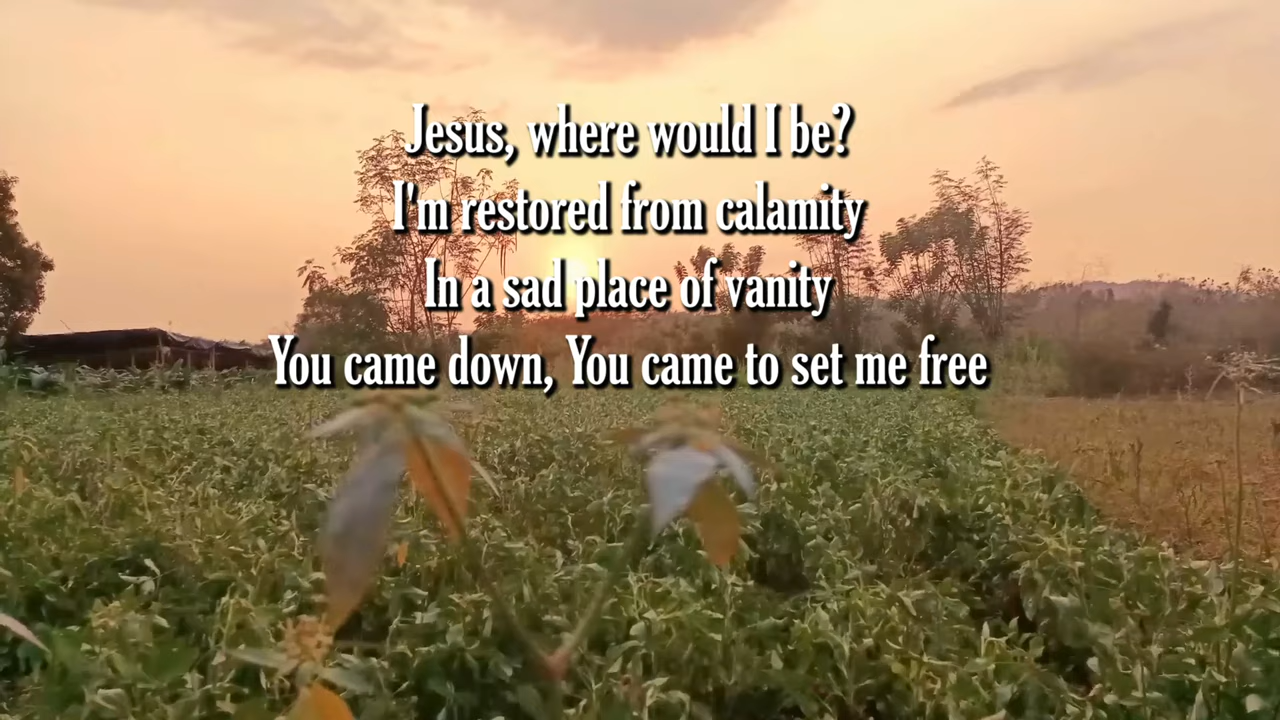 Jesus, where would I be?
I'm restored from calamity
In a sad place of vanity
You came down, You came to set me free